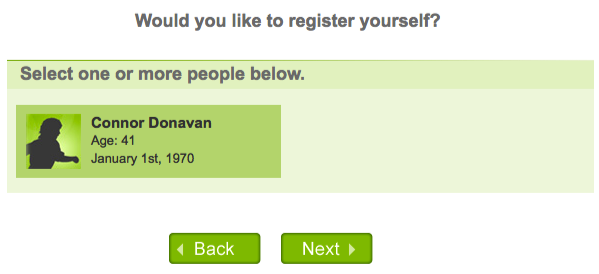 Would you like to register yourself?
Select one or more people below.
Connor Donavan
Age: 41
January 1st, 1970
Back
Next